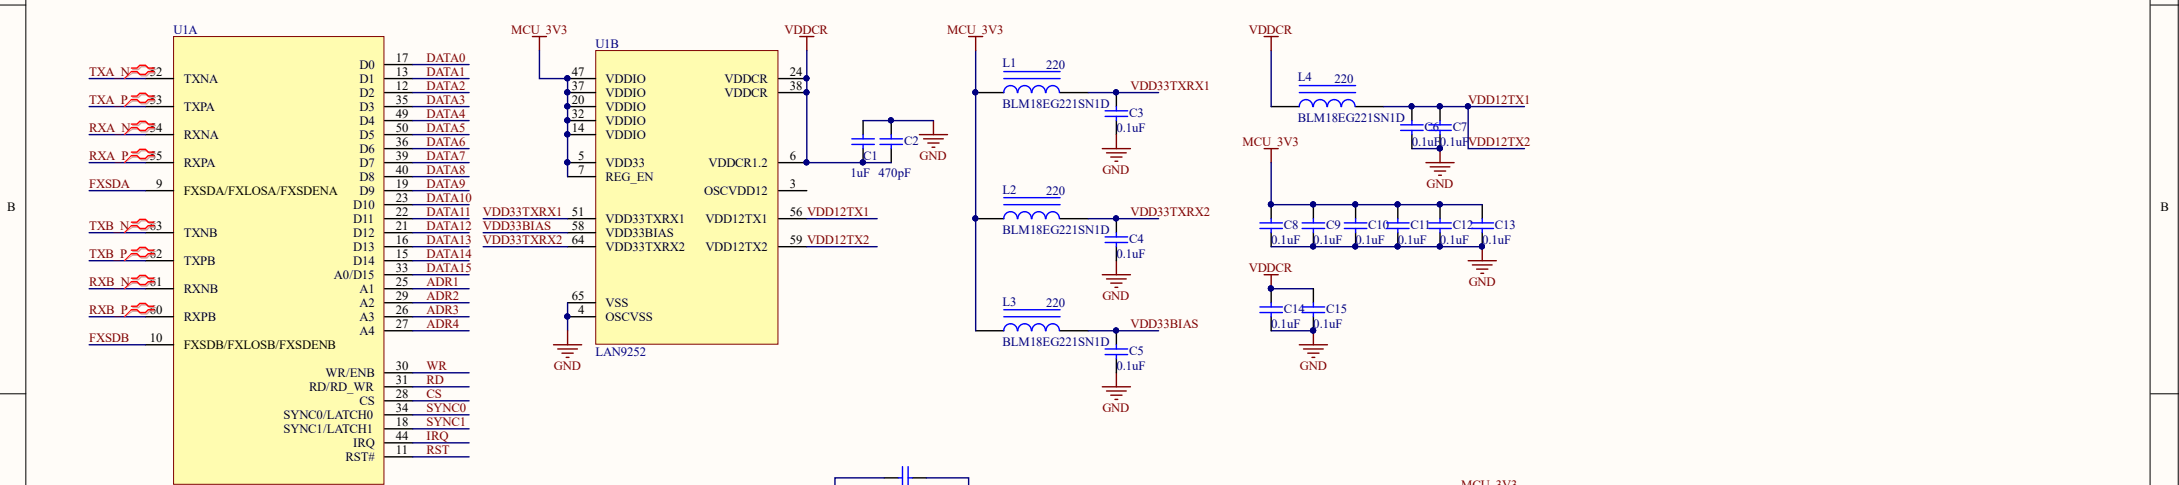 U1A
TXA_N 52 TXNA
TXA_P 53 TXPA
RXA_N 54 RXNA
RXA_P 55 RXPA
FXSDA 9 FXSDA/FXLOSA/FXSDENA
TXB_N 63 TXNB
TXB_P 62 TXPB
RXB_N 61 RXNB
RXB_P 60 RXPB
FXSDB 10 FXSDB/FXLOSB/FXSDENB
D0 17 DATA0
D1 13 DATA1
D2 12 DATA2
D3 35 DATA3
D4 49 DATA4
D5 50 DATA5
D6 36 DATA6
D7 39 DATA7
D8 40 DATA8
D9 19 DATA9
D10 23 DATA10
D11 22 DATA11
D12 21 DATA12
D13 16 DATA13
D14 15 DATA14
A0/D15 33 DATA15
A1 25 ADR1
A2 29 ADR2
A3 26 ADR3
A4 27 ADR4
WR/ENB 30 WR
RD/RD_WR 31 RD
CS 28 CS
SYNC0/LATCH0 34 SYNC0
SYNC1/LATCH1 18 SYNC1
IRQ 44 IRQ
RST# 11 RST
MCU_3V3
U1B
47 VDDIO
37 VDDIO
20 VDDIO
32 VDDIO
14 VDDIO
5 VDD33
7 REG_EN
VDD33TXRX1 51 VDD33TXRX1
VDD33BIAS 58 VDD33BIAS
VDD33TXRX2 64 VDD33TXRX2
65 VSS
4 OSCVSS
GND
LAN9252
VDDCR
VDDCR 24
VDDCR 38
VDDCR1.2 6
OSCVDD12 3
VDD12TX1 56 VDD12TX1
VDD12TX2 59 VDD12TX2
C1
1uF
C2
470pF
GND
MCU_3V3
L1 220
BLM18EG221SN1D
VDD33TXRX1
C3
0.1uF
GND
L2 220
BLM18EG221SN1D
VDD33TXRX2
C4
0.1uF
GND
L3 220
BLM18EG221SN1D
VDD33BIAS
C5
0.1uF
GND
VDDCR
L4 220
BLM18EG221SN1D
VDD12TX1
C6 C7
0.1uF 0.1uF
VDD12TX2
GND
MCU_3V3
C8 C9 C10 C11 C12 C13
0.1uF 0.1uF 0.1uF 0.1uF 0.1uF 0.1uF
GND
VDDCR
C14 C15
0.1uF 0.1uF
GND
MCU_3V3
B
B